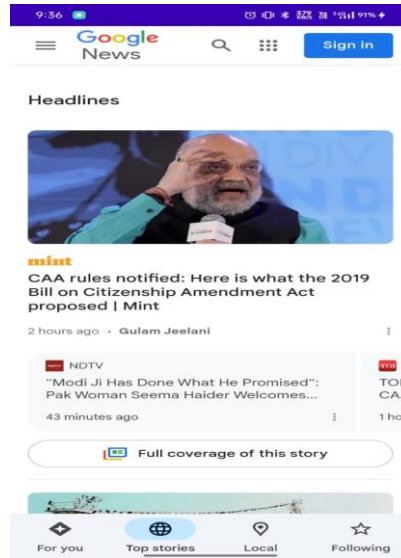 9:36
91%
Google
News
Sign in
Headlines
mint
CAA rules notified: Here is what the 2019
Bill on Citizenship Amendment Act
proposed | Mint
2 hours ago · Gulam Jeelani
NDTV
"Modi Ji Has Done What He Promised":
Pak Woman Seema Haider Welcomes...
43 minutes ago
TOI
TOI
CA
1 ho
Full coverage of this story
For you
Top stories
Local
Following